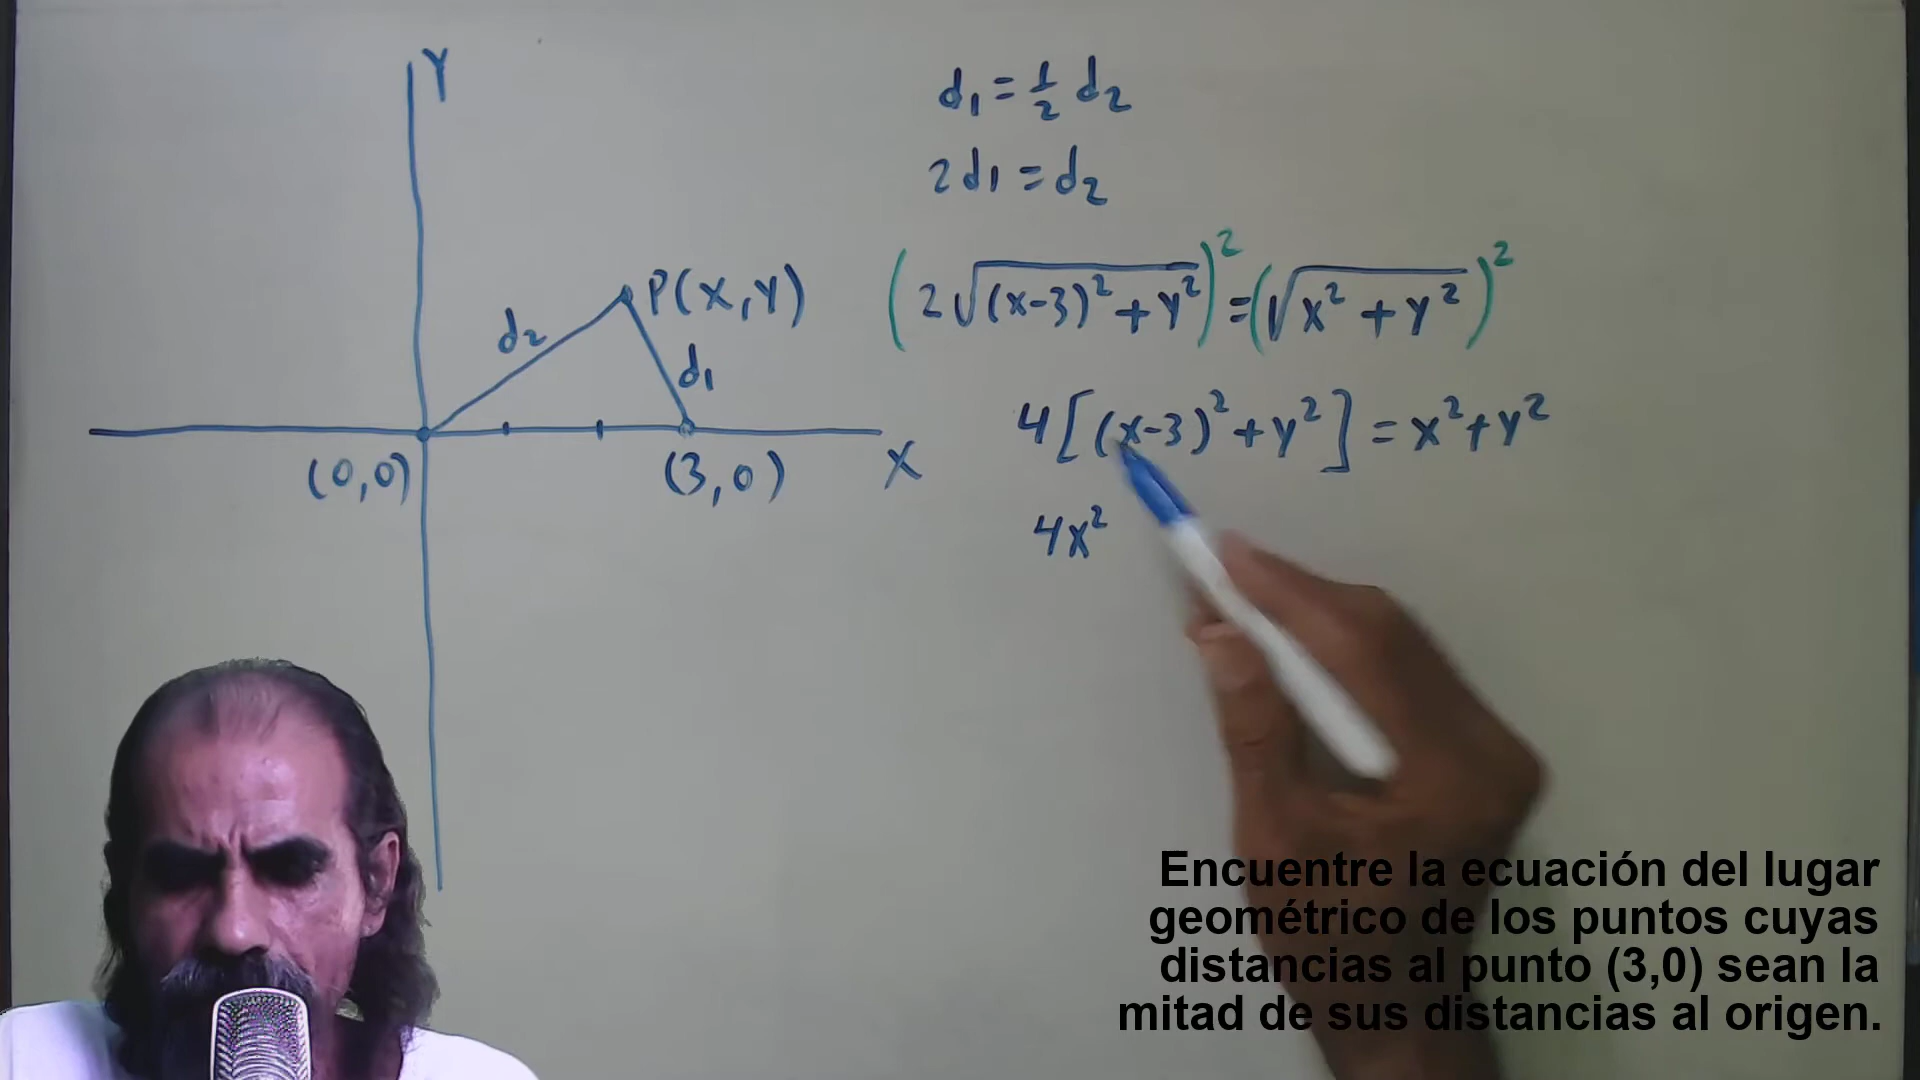 Y
P(x,y)
d₂
d₁
(0,0)
(3,0)
X
d₁ = 1/2 d₂
2d₁ = d₂
(2√((x-3)² + y²))² = (√(x² + y²))²
4[(x-3)² + y²] = x² + y²
4x²
Encuentre la ecuación del lugar
geométrico de los puntos cuyas
distancias al punto (3,0) sean la
mitad de sus distancias al origen.